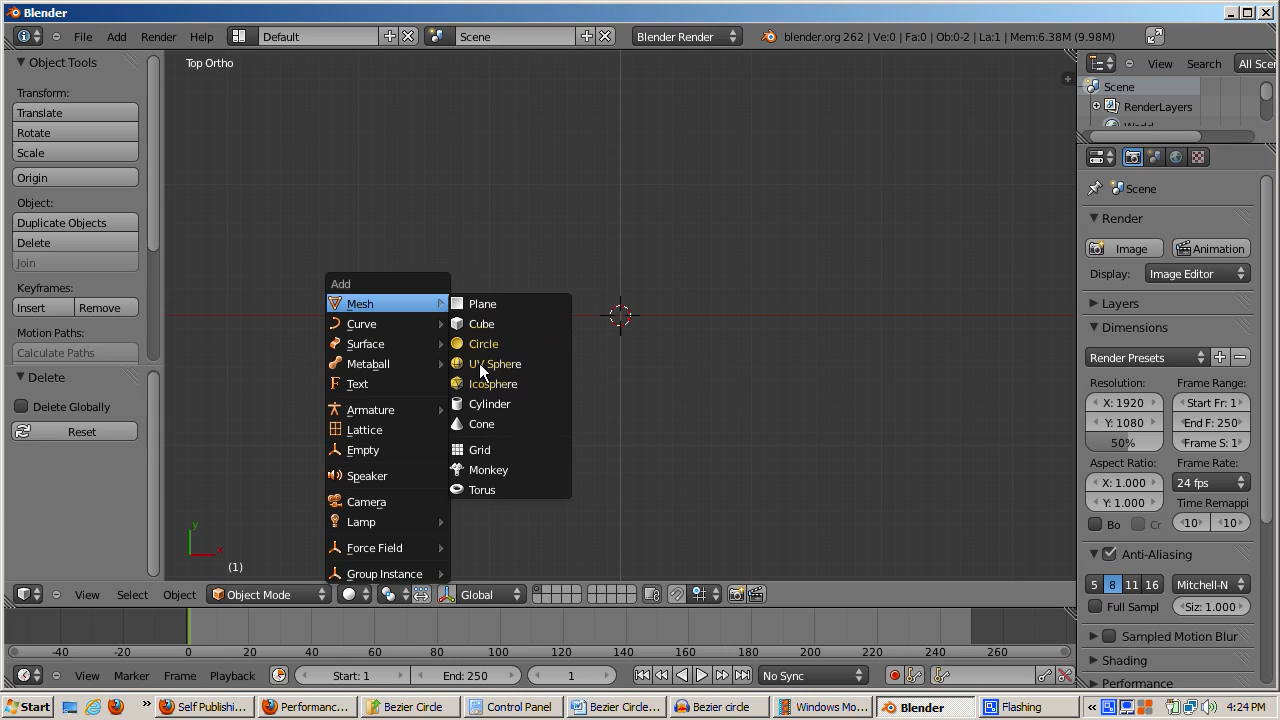 Blender
File Add Render Help Default Scene Blender Render blender.org 262 | Ve:0 | Fa:0 | Ob:0-2 | La:1 | Mem:6.38M (9.98M)
Object Tools
Transform:
Translate
Rotate
Scale
Origin
Object:
Duplicate Objects
Delete
Join
Keyframes:
Insert Remove
Motion Paths:
Calculate Paths
Delete
Delete Globally
Reset
Top Ortho
Add
Mesh
Curve
Surface
Metaball
Text
Armature
Lattice
Empty
Speaker
Camera
Lamp
Force Field
Group Instance
Plane
Cube
Circle
UV Sphere
Icosphere
Cylinder
Cone
Grid
Monkey
Torus
y
x
(1)
View Select Object Object Mode Global
View Search All Scen
Scene
RenderLayers
Scene
Render
Image Animation
Display: Image Editor
Layers
Dimensions
Render Presets
Resolution: Frame Range:
X: 1920 Start Fr: 1
Y: 1080 End F: 250
50% Frame S: 1
Aspect Ratio: Frame Rate:
X: 1.000 24 fps
Y: 1.000 Time Remappi
Bo Cr 10 10
Anti-Aliasing
5 8 11 16 Mitchell-N
Full Sampl Siz: 1.000
Sampled Motion Blur
Shading
Performance
-40 -20 0 20 40 60 80 100 120 140 160 180 200 220 240 260
View Marker Frame Playback Start: 1 End: 250 1 No Sync
Start » Self Publishi... Performanc... Bezier Circle Control Panel Bezier Circle... Bezier circle Windows Mo... Blender Flashing « 4:24 PM